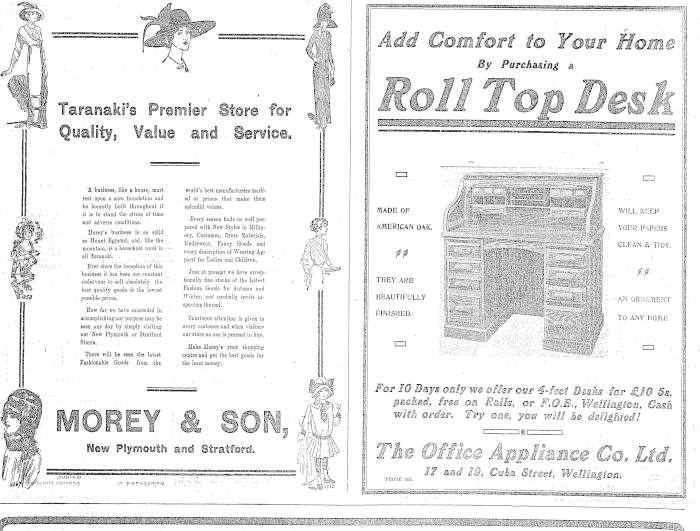 Taranaki's Premier Store for
Quality, Value and Service.
A business, like a house, must
rest upon a sure foundation and
be honestly built throughout if
it is to stand the stress of time
and adverse conditions.
Morey's business is as solid
as Mount Egmont, and, like the
mountain, is a household word in
all Taranaki.
Ever since the inception of this
business it has been our constant
endeavour to sell absolutely the
best quality goods at the lowest
possible prices.
How far we have succeeded in
accomplishing our purpose may be
seen any day by simply visiting
our New Plymouth or Stratford
Stores.
There will be seen the latest
Fashionable Goods from the
world's best manufacturers mark-
ed at prices that make them
splendid values.
Every season finds us well pre-
pared with New Styles in Millin-
ery, Costumes, Dress Materials,
Underwear, Fancy Goods and
every description of Wearing Ap-
parel for Ladies and Children.
Just at present we have excep-
tionally fine stocks of the Latest
Fashion Goods for Autumn and
Winter, and cordially invite in-
spection thereof.
Courteous attention is given to
every customer and when visiting
our store no one is pressed to buy.
Make Morey's your shopping
centre and get the best goods for
the least money.
MOREY & SON,
New Plymouth and Stratford.
Add Comfort to Your Home
By Purchasing a
Roll Top Desk
MADE OF
AMERICAN OAK.
THEY ARE
BEAUTIFULLY
FINISHED.
WILL KEEP
YOUR PAPERS
CLEAN & TIDY.
AN ORNAMENT
TO ANY HOME
For 10 Days only we offer our 4-feet Desks for £10 5s.
packed, free on Rails, or F.O.B., Wellington, Cash
with order. Try one, you will be delighted!
The Office Appliance Co. Ltd.
17 and 19, Cuba Street, Wellington.